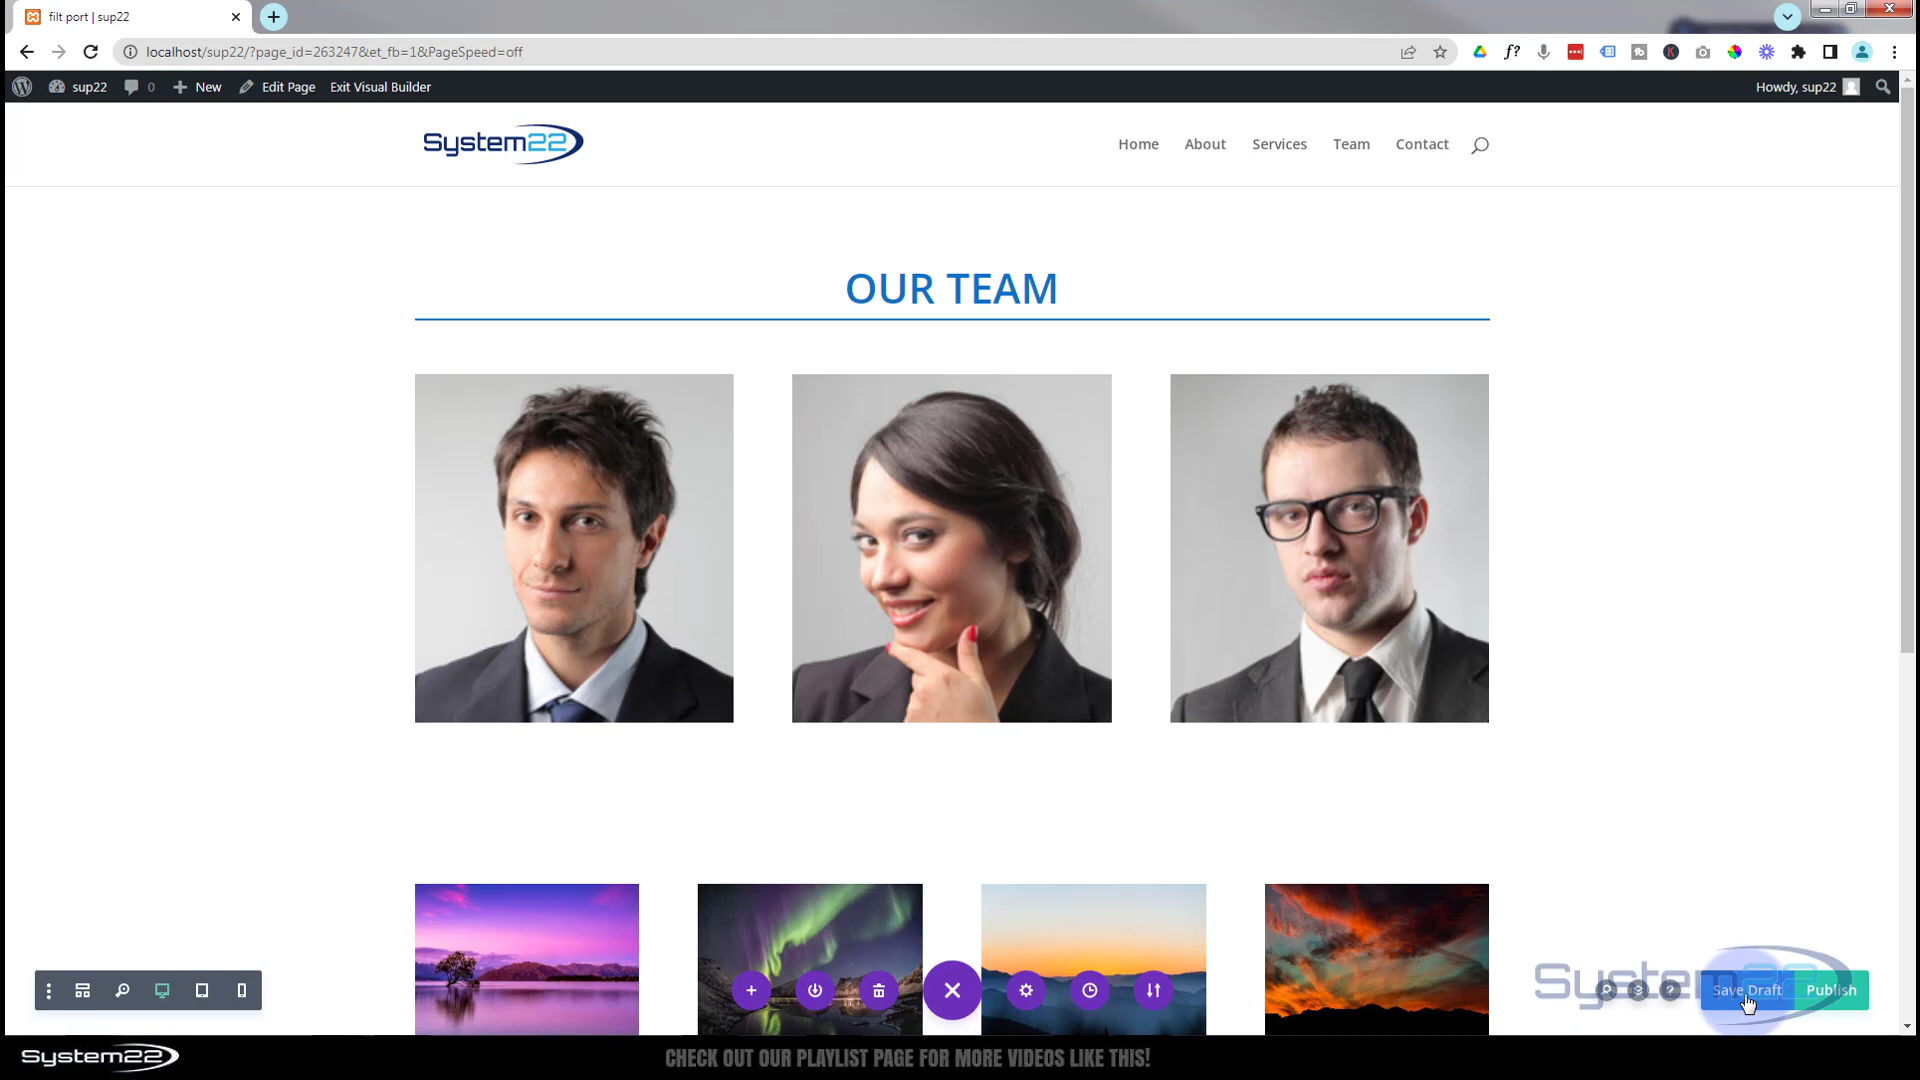 filt port | sup22
localhost/sup22/?page_id=263247&et_fb=1&PageSpeed=off
sup22
0
New
Edit Page
Exit Visual Builder
Howdy, sup22
System22
Home
About
Services
Team
Contact
OUR TEAM
System22
Save Draft
Publish
System22
CHECK OUT OUR PLAYLIST PAGE FOR MORE VIDEOS LIKE THIS!